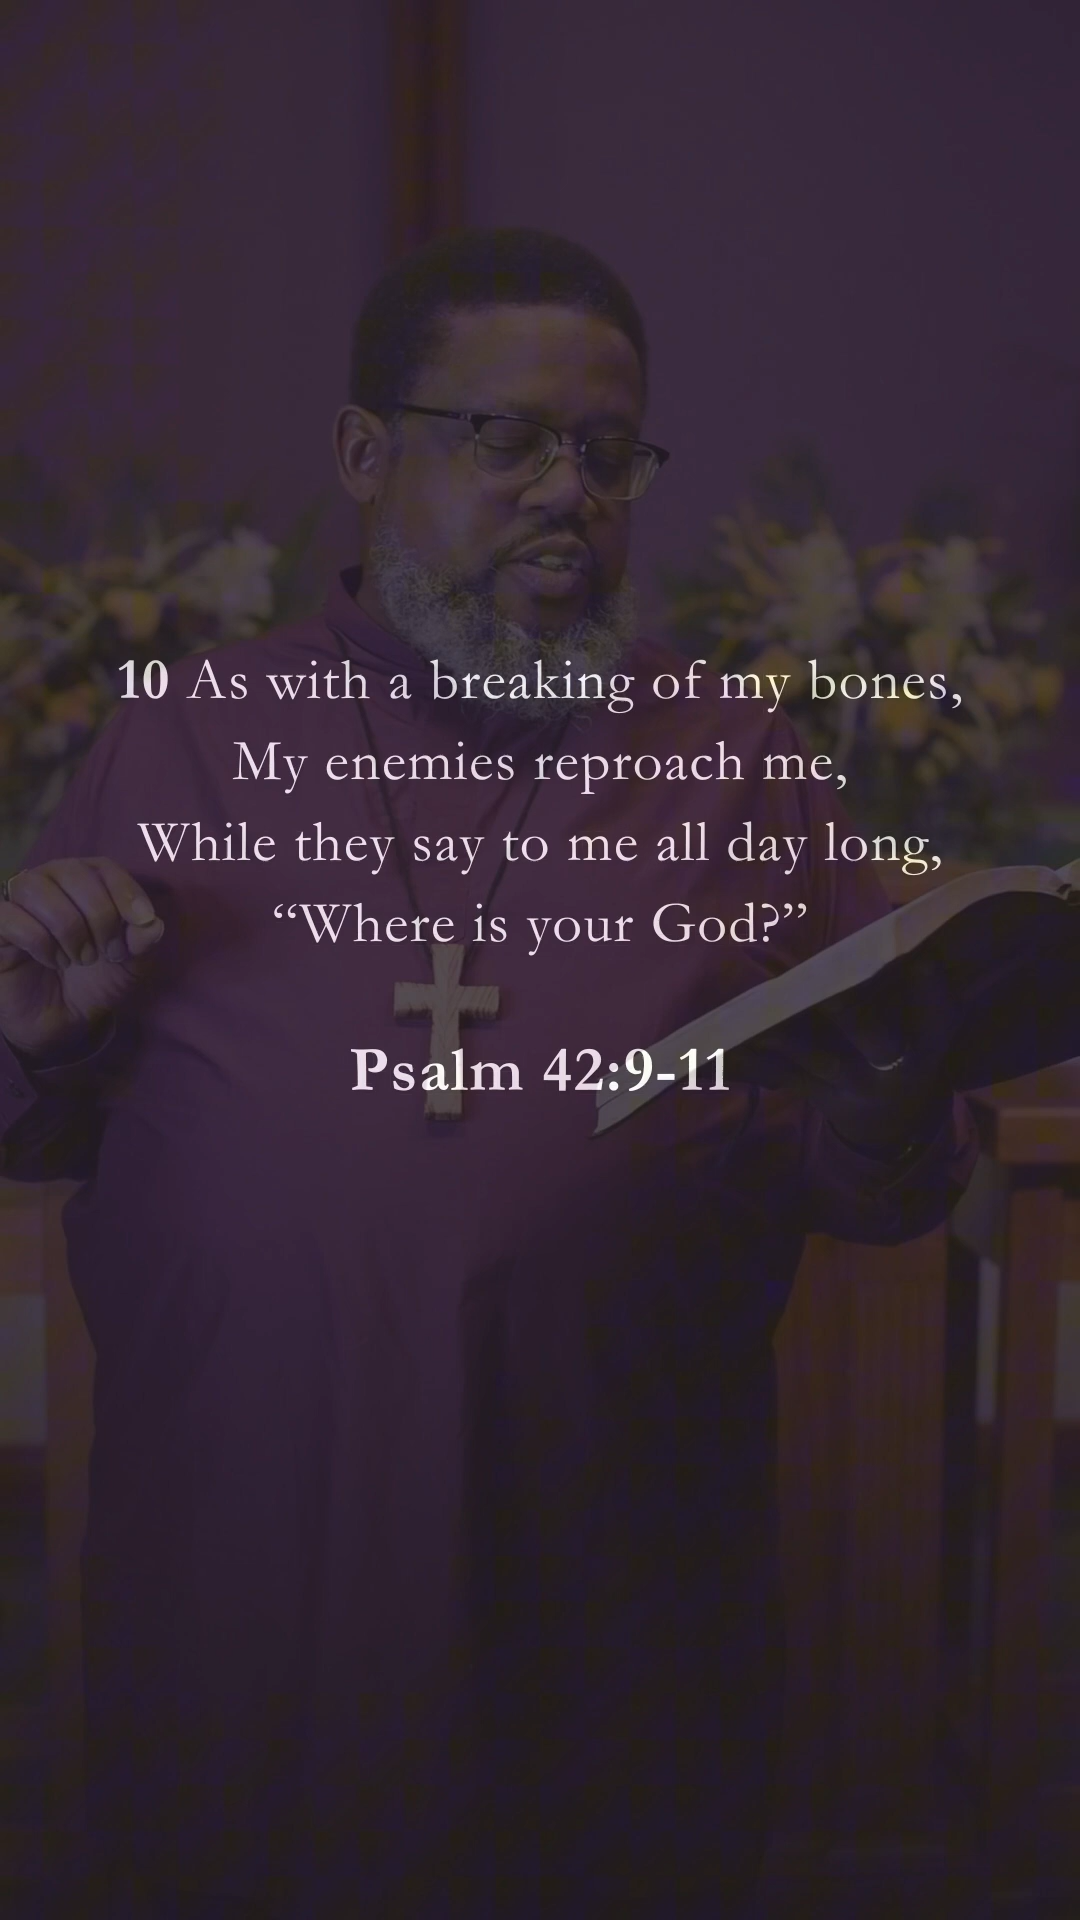 10 As with a breaking of my bones,
My enemies reproach me,
While they say to me all day long,
“Where is your God?”
Psalm 42:9-11